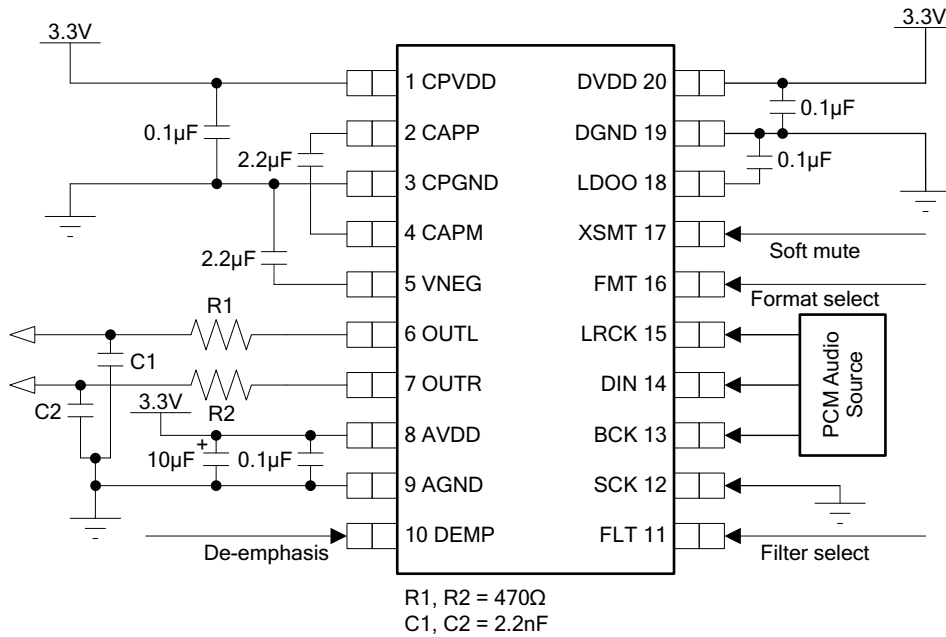 3.3V
3.3V
1 CPVDD
DVDD 20
0.1µF
0.1µF
2 CAPP
DGND 19
2.2µF
0.1µF
3 CPGND
LDOO 18
4 CAPM
XSMT 17
Soft mute
2.2µF
5 VNEG
FMT 16
Format select
R1
6 OUTL
LRCK 15
C1
7 OUTR
DIN 14
PCM Audio
Source
C2
3.3V
R2
8 AVDD
BCK 13
+
10µF
0.1µF
9 AGND
SCK 12
10 DEMP
FLT 11
De-emphasis
Filter select
R1, R2 = 470Ω
C1, C2 = 2.2nF